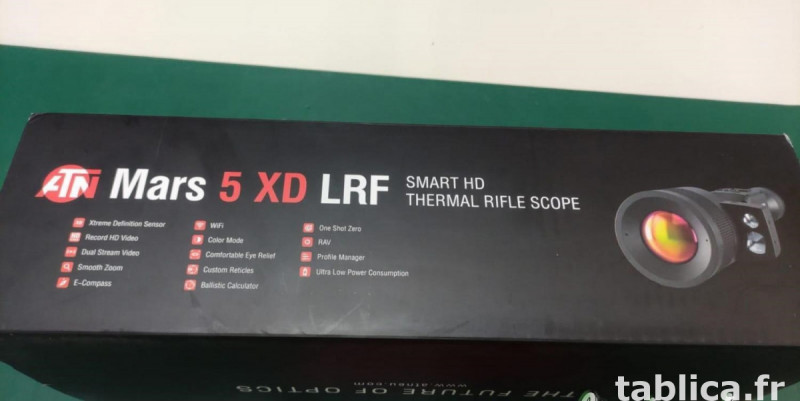 ATN Mars 5 XD LRF SMART HD
THERMAL RIFLE SCOPE
Xtreme Definition Sensor
Record HD Video
Dual Stream Video
Smooth Zoom
E-Compass
WiFi
Color Mode
Comfortable Eye Relief
Custom Reticles
Ballistic Calculator
One Shot Zero
RAV
Profile Manager
Ultra Low Power Consumption
THE FUTURE OF OPTICS
www.atneu.com
tablica.fr